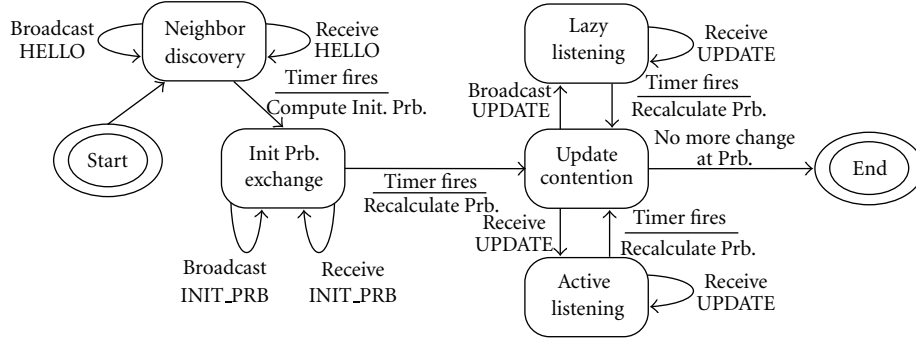 Broadcast
HELLO
Neighbor
discovery
Receive
HELLO
Timer fires
Compute Init. Prb.
Start
Init Prb.
exchange
Timer fires
Recalculate Prb.
Broadcast
INIT_PRB
Receive
INIT_PRB
Lazy
listening
Receive
UPDATE
Broadcast
UPDATE
Timer fires
Recalculate Prb.
Update
contention
No more change
at Prb.
End
Receive
UPDATE
Timer fires
Recalculate Prb.
Active
listening
Receive
UPDATE